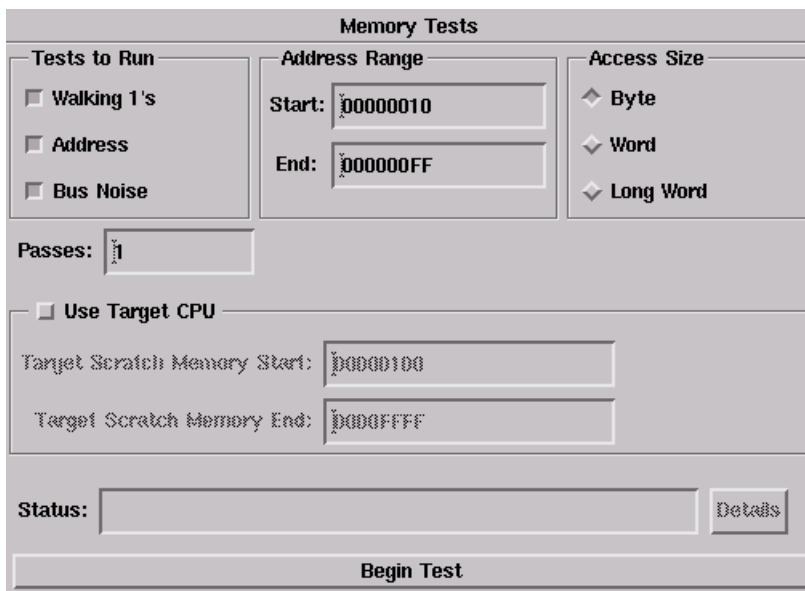 Memory Tests
Tests to Run
Walking 1's
Address
Bus Noise
Address Range
Start: 00000010
End: 000000FF
Access Size
Byte
Word
Long Word
Passes: 1
Use Target CPU
Target Scratch Memory Start: 00000100
Target Scratch Memory End: 0000FFFF
Status:
Details
Begin Test